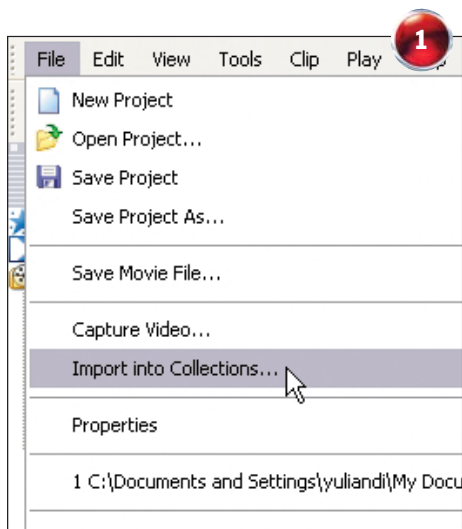 1
File Edit View Tools Clip Play
New Project
Open Project...
Save Project
Save Project As...
Save Movie File...
Capture Video...
Import into Collections...
Properties
1 C:\Documents and Settings\yuliandi\My Docu